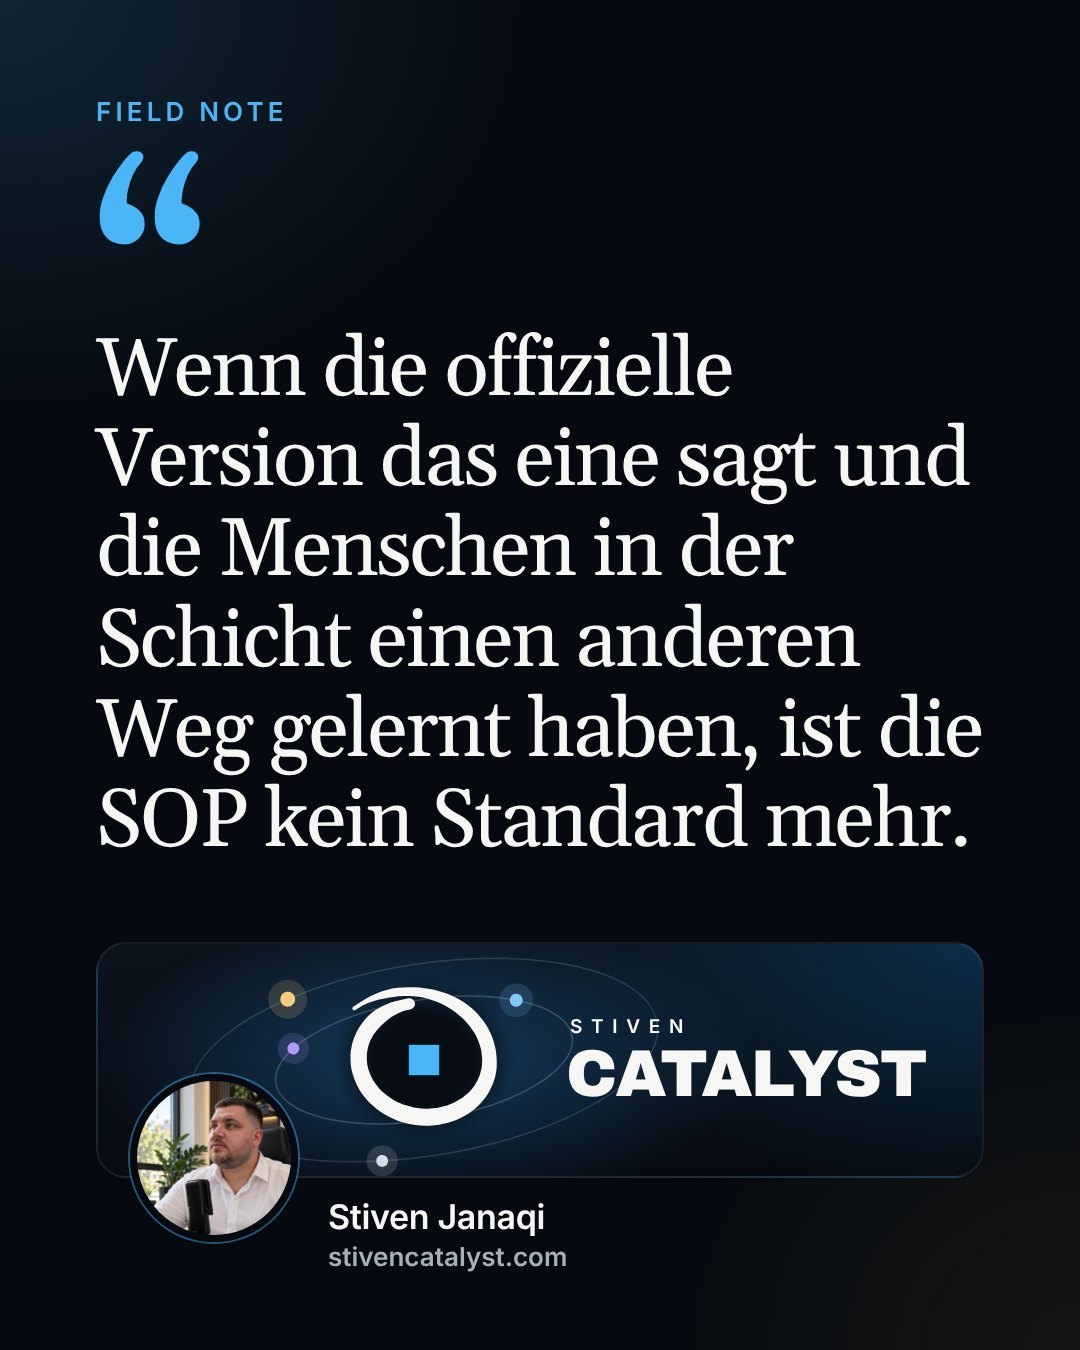 FIELD NOTE
“
Wenn die offizielle
Version das eine sagt und
die Menschen in der
Schicht einen anderen
Weg gelernt haben, ist die
SOP kein Standard mehr.
STIVEN
CATALYST
Stiven Janaqi
stivencatalyst.com